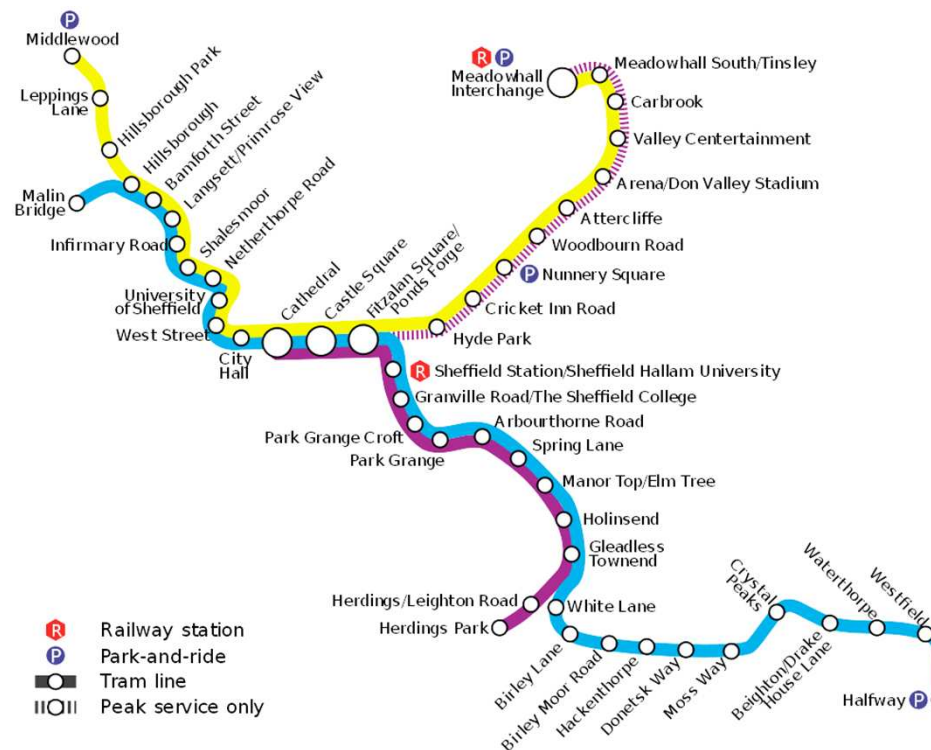 P
Middlewood
Leppings
Lane
Hillsborough Park
Hillsborough
Bamforth Street
Langsett/Primrose View
Malin
Bridge
Infirmary Road
Shalesmoor
Netherthorpe Road
University
of Sheffield
West Street
City
Hall
Cathedral
Castle Square
Fitzalan Square/
Ponds Forge
R P
Meadowhall
Interchange
Meadowhall South/Tinsley
Carbrook
Valley Centertainment
Arena/Don Valley Stadium
Attercliffe
Woodbourn Road
P Nunnery Square
Cricket Inn Road
Hyde Park
R Sheffield Station/Sheffield Hallam University
Granville Road/The Sheffield College
Park Grange Croft
Park Grange
Arbourthorne Road
Spring Lane
Manor Top/Elm Tree
Holinsend
Gleadless
Townend
Herdings/Leighton Road
Herdings Park
White Lane
Birley Lane
Birley Moor Road
Hackenthorpe
Donetsk Way
Moss Way
Crystal
Peaks
Beighton/Drake
House Lane
Waterthorpe
Westfield
Halfway P
R Railway station
P Park-and-ride
Tram line
Peak service only